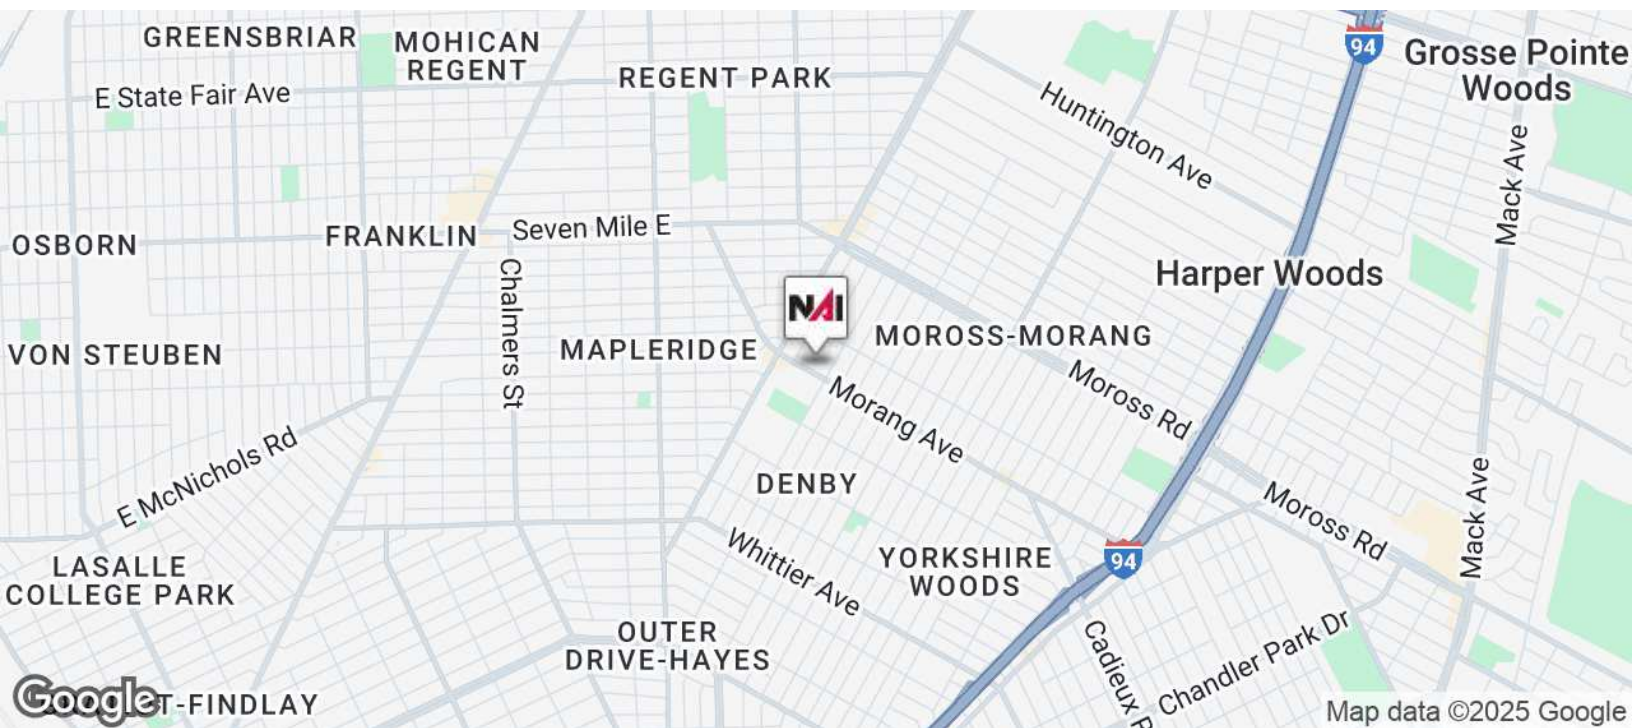 GREENSBRIAR
MOHICAN
REGENT
REGENT PARK
E State Fair Ave
94
Grosse Pointe
Woods
Huntington Ave
Mack Ave
OSBORN
FRANKLIN
Seven Mile E
Chalmers St
Harper Woods
NAI
MOROSS-MORANG
VON STEUBEN
MAPLERIDGE
Moross Rd
Morang Ave
E McNichols Rd
DENBY
Moross Rd
Mack Ave
Whittier Ave
94
YORKSHIRE
WOODS
LASALLE
COLLEGE PARK
OUTER
DRIVE-HAYES
Cadieux
Chandler Park Dr
Google
T-FINDLAY
Map data ©2025 Google